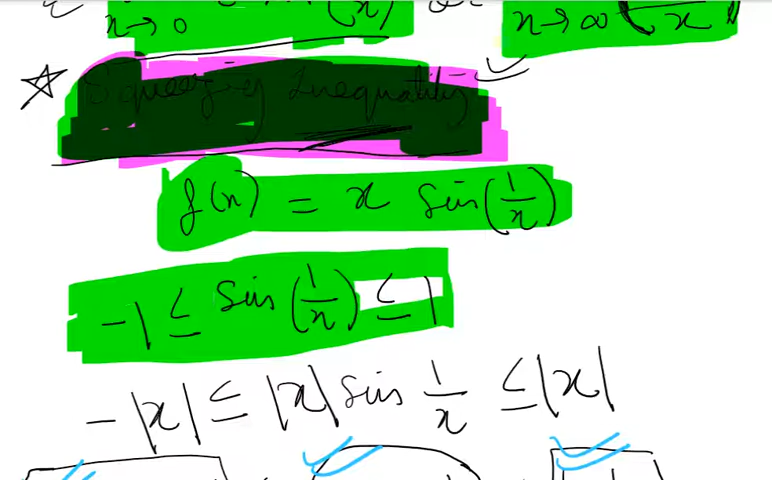 x→0 (x) x→∞ x
Squeezing Inequality
f(x) = x Sin(1/x)
-1 ≤ Sin(1/x) ≤ 1
-|x| ≤ |x| Sin 1/x ≤ |x|